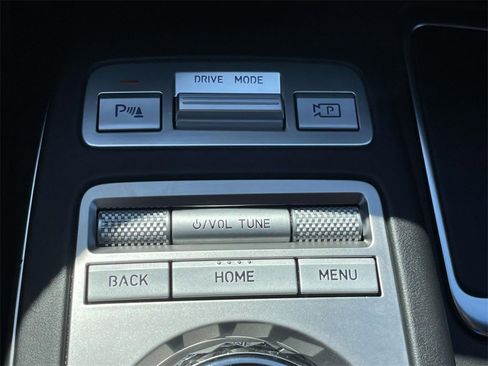 DRIVE MODE
P P
⏻/VOL TUNE
BACK HOME MENU